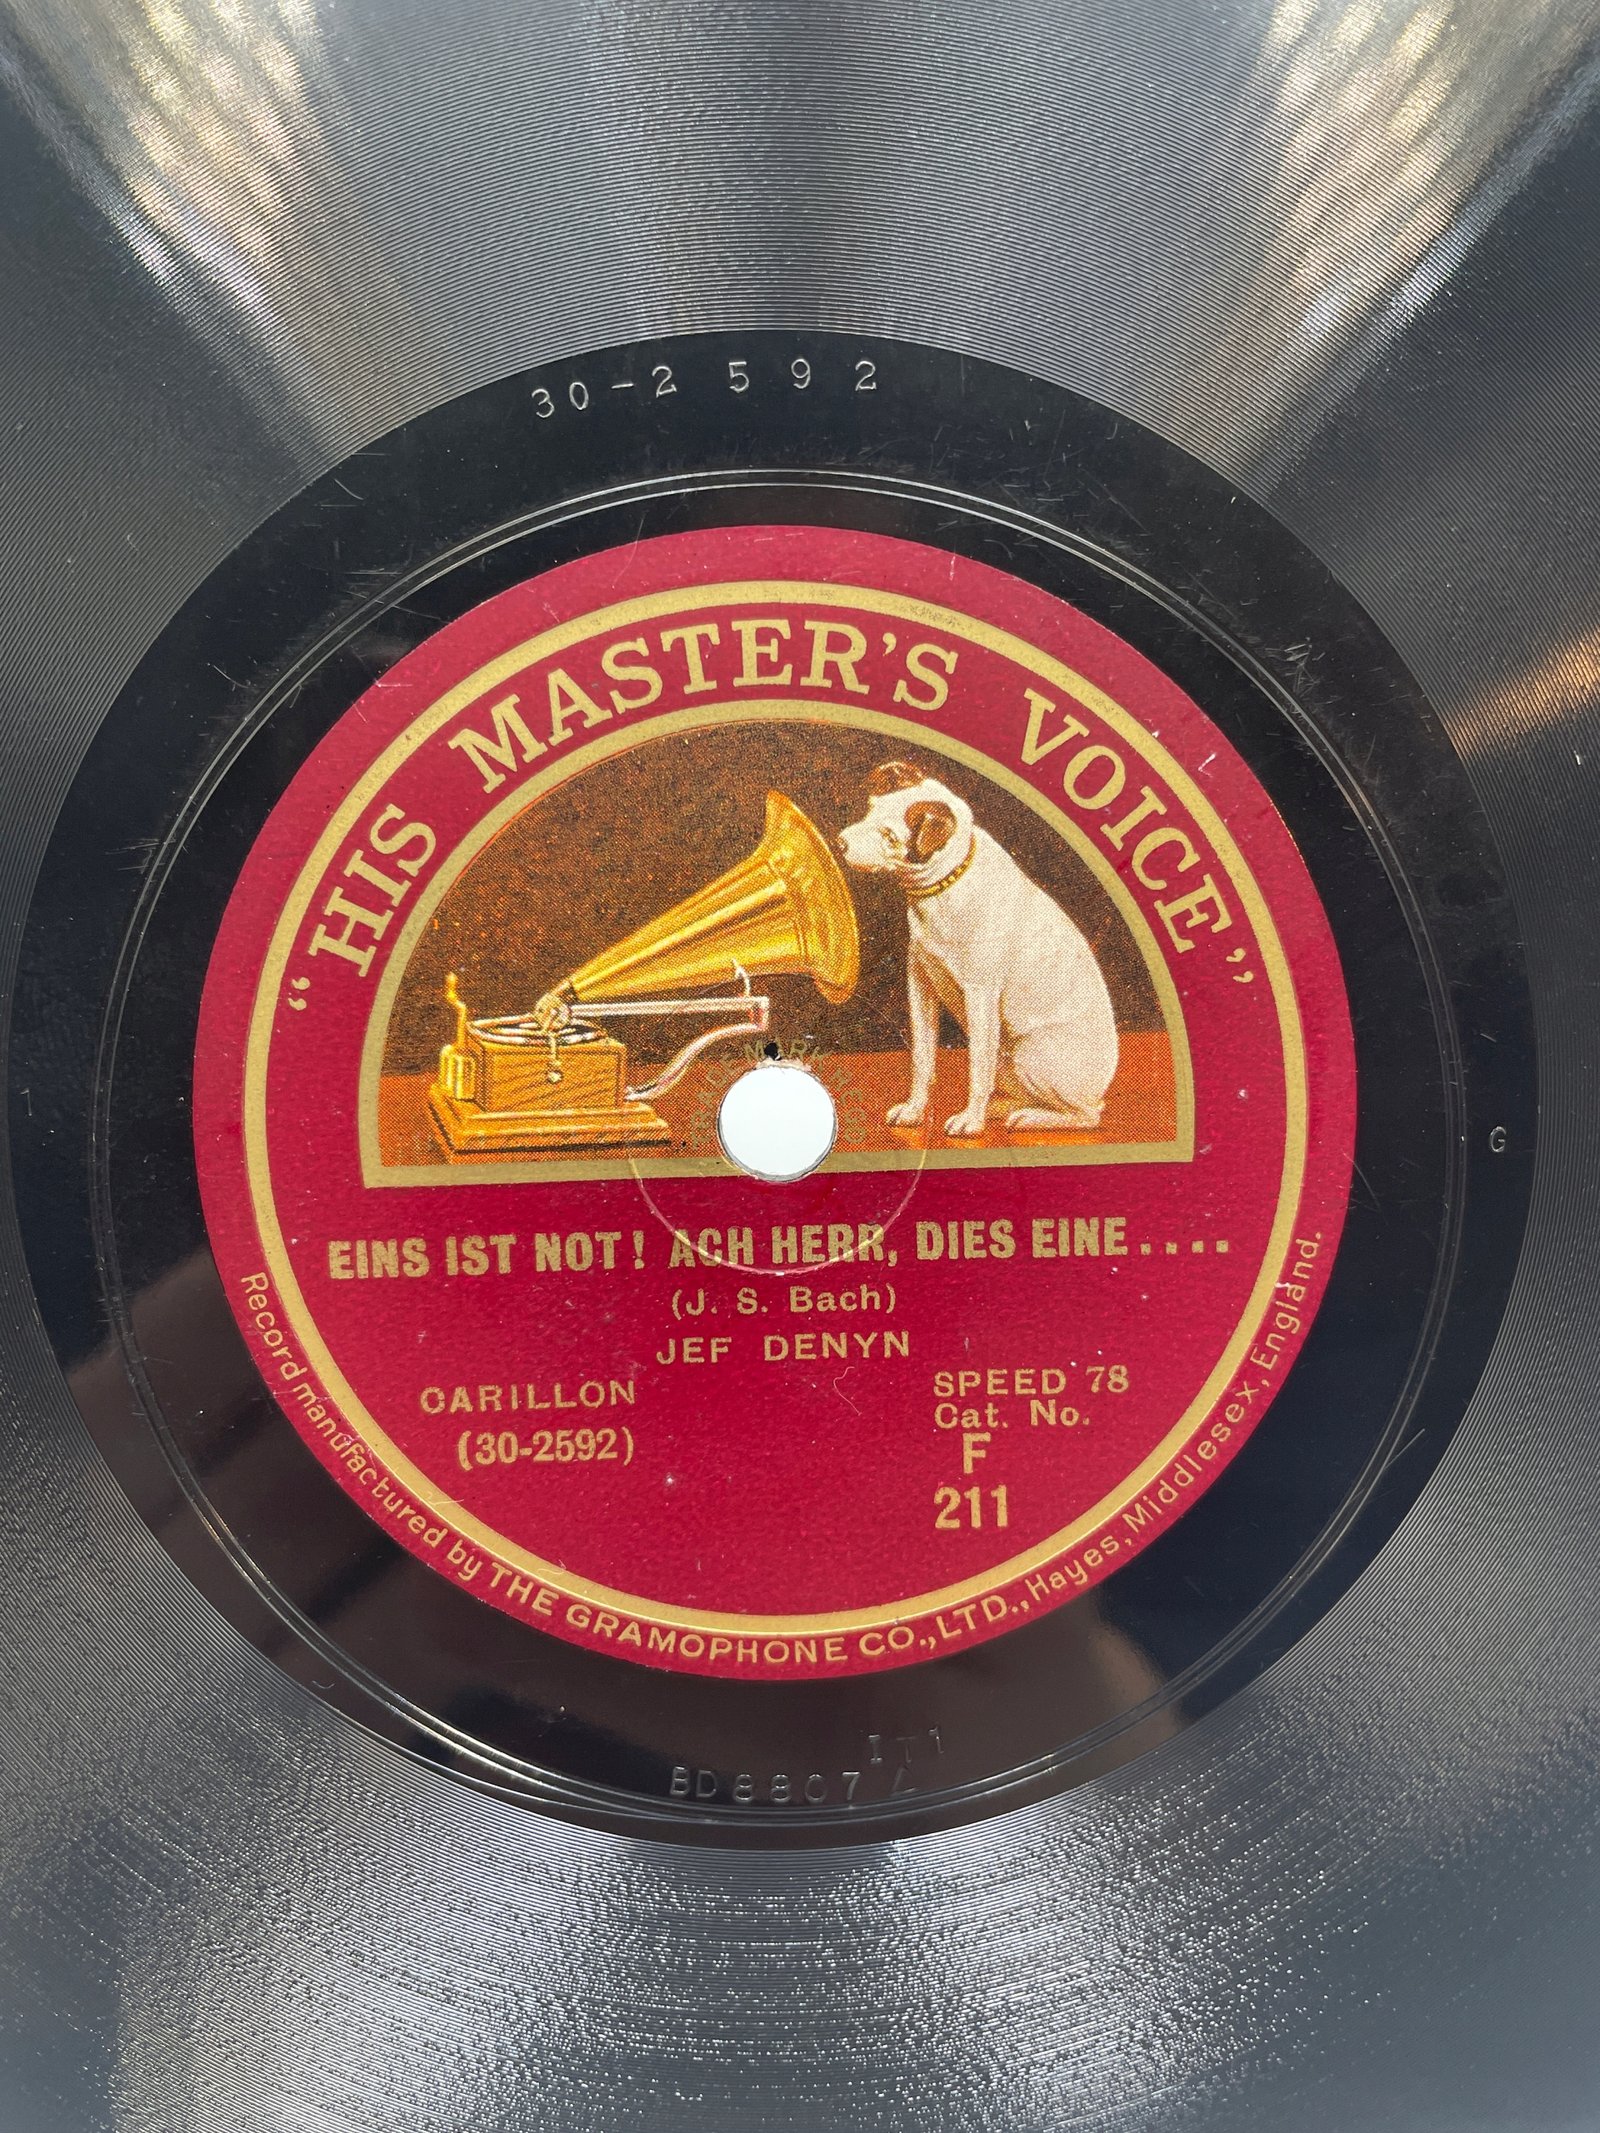 30-2592
"HIS MASTER'S VOICE"
EINS IST NOT! ACH HERR, DIES EINE....
(J. S. Bach)
JEF DENYN
CARILLON
(30-2592)
SPEED 78
Cat. No.
F
211
Record manufactured by THE GRAMOPHONE CO., LTD., Hayes, Middlesex, England.
G
BD8807